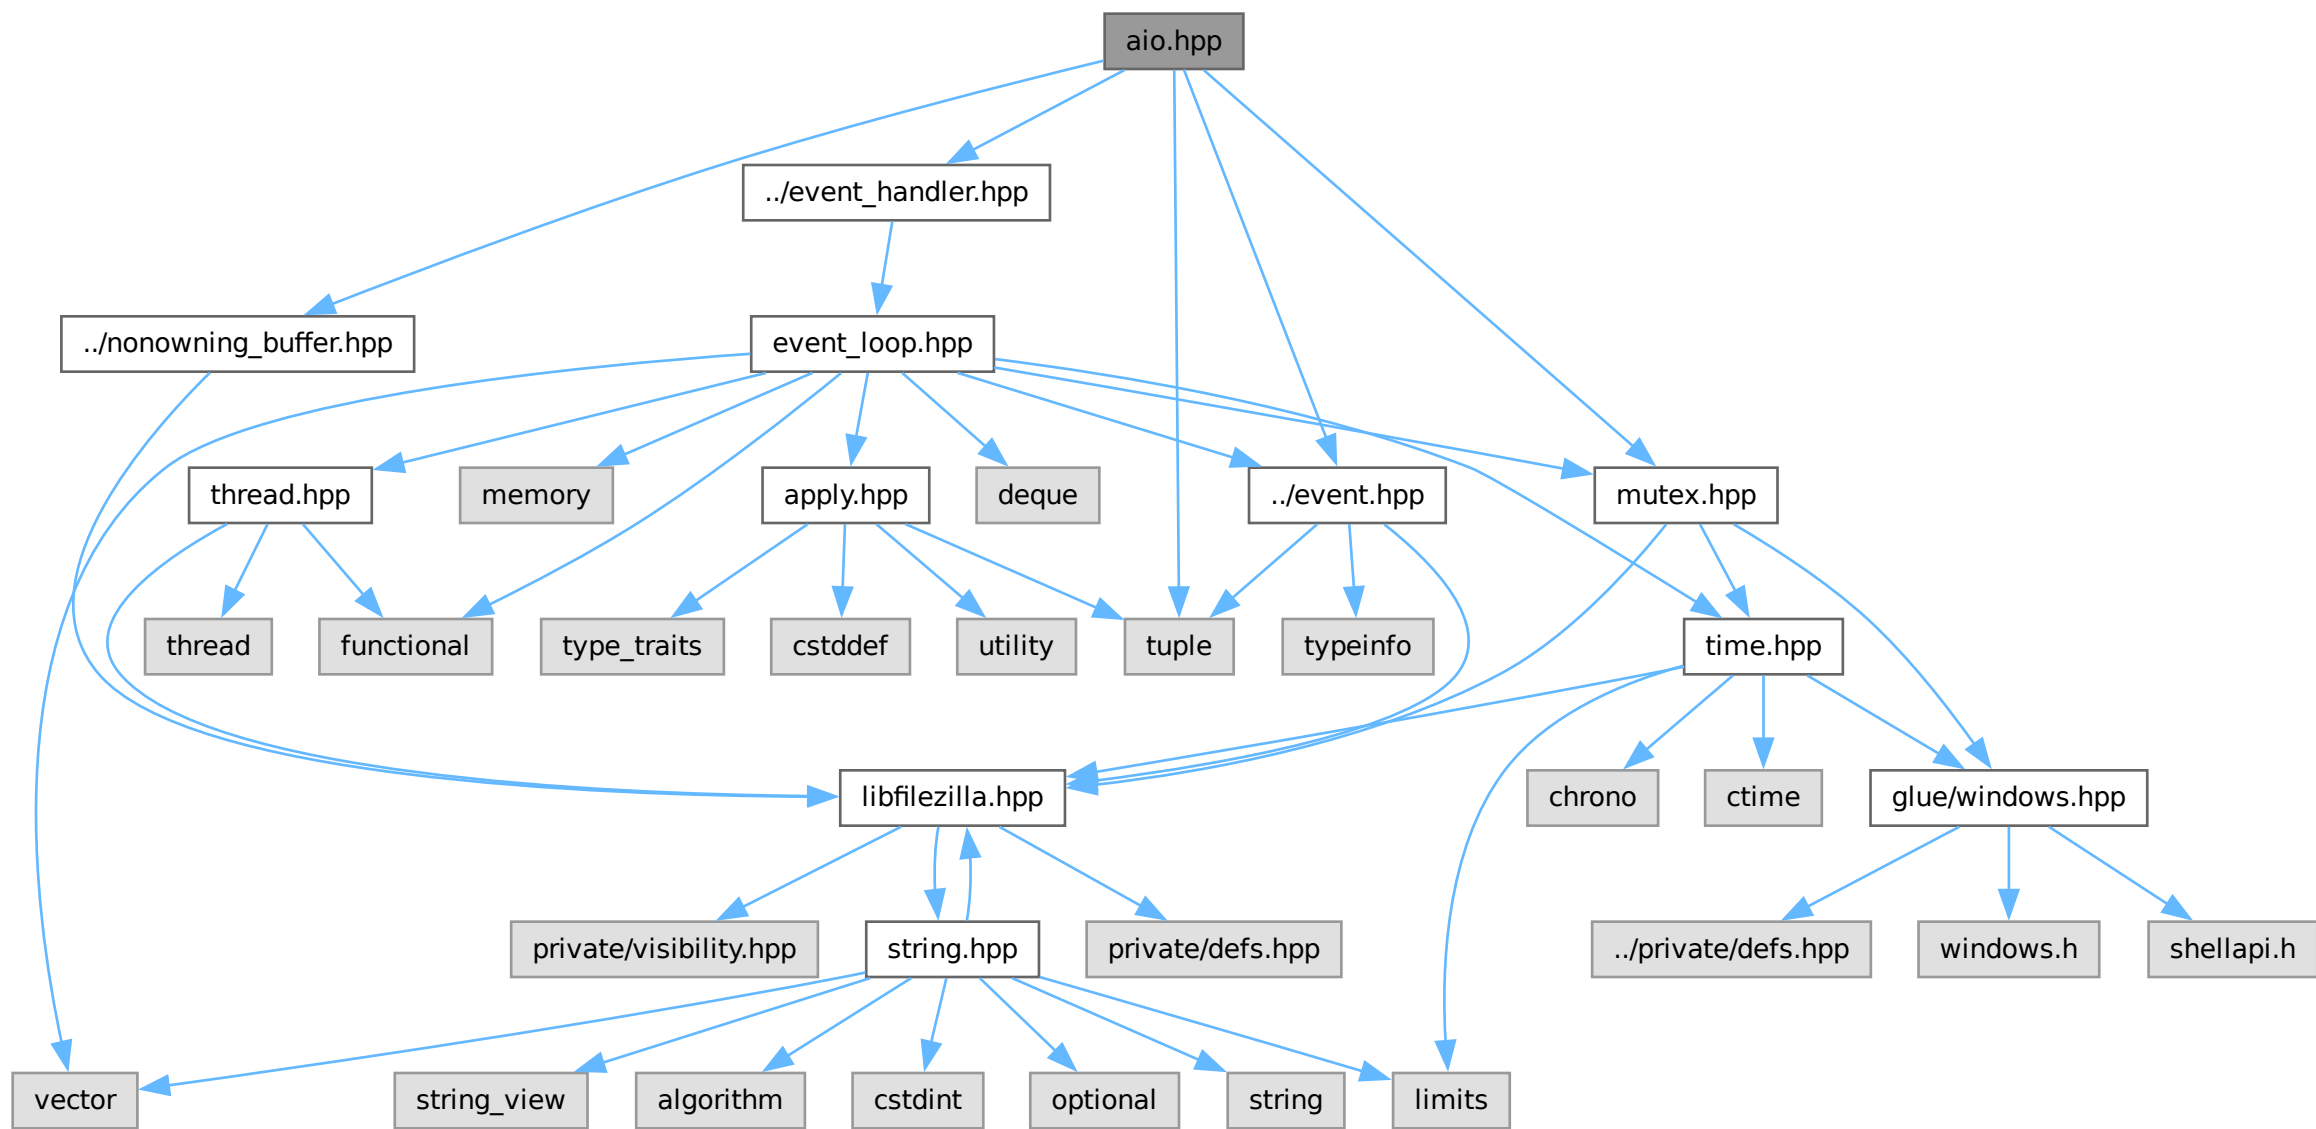 aio.hpp
../event_handler.hpp
../nonowning_buffer.hpp
event_loop.hpp
thread.hpp
memory
apply.hpp
deque
../event.hpp
mutex.hpp
thread
functional
type_traits
cstddef
utility
tuple
typeinfo
time.hpp
libfilezilla.hpp
chrono
ctime
glue/windows.hpp
private/visibility.hpp
string.hpp
private/defs.hpp
../private/defs.hpp
windows.h
shellapi.h
vector
string_view
algorithm
cstdint
optional
string
limits